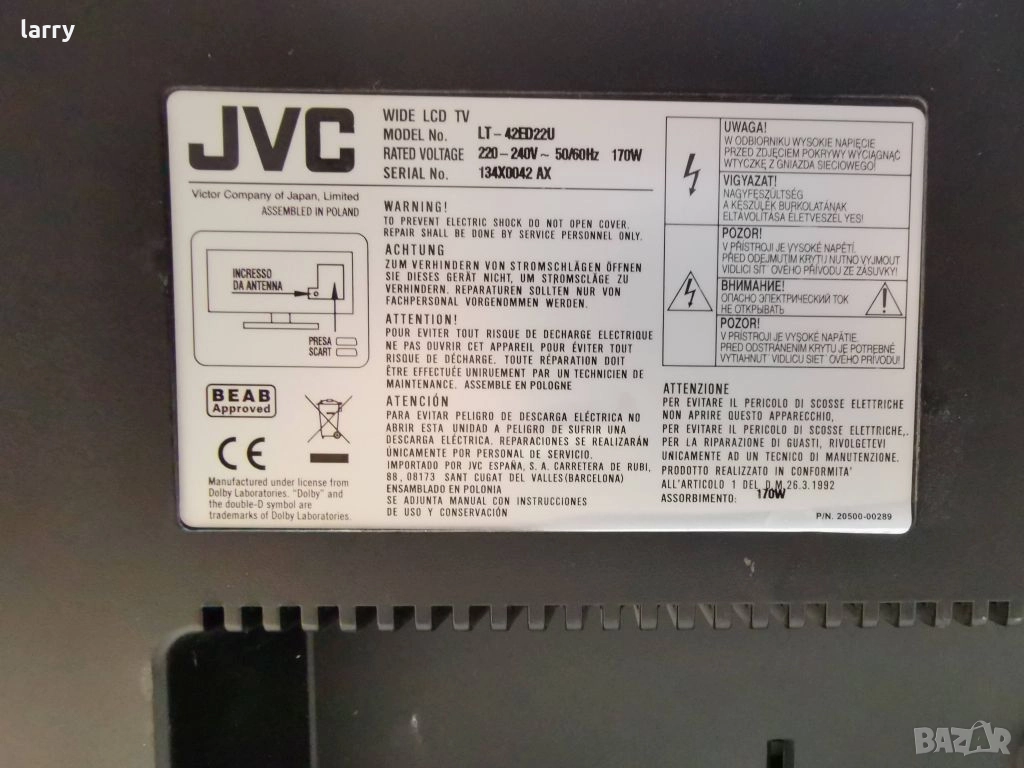 larry
JVC
Victor Company of Japan, Limited
ASSEMBLED IN POLAND
WIDE LCD TV
MODEL No. LT-42ED22U
RATED VOLTAGE 220-240V~ 50/60Hz 170W
SERIAL No. 134X0042 AX
INCRESSO
DA ANTENNA
PRESA
SCART
BEAB
Approved
CE
Manufactured under license from
Dolby Laboratories. "Dolby" and
the double-D symbol are
trademarks of Dolby Laboratories.
WARNING!
TO PREVENT ELECTRIC SHOCK DO NOT OPEN COVER.
REPAIR SHALL BE DONE BY SERVICE PERSONNEL ONLY.
ACHTUNG
ZUM VERHINDERN VON STROMSCHLÄGEN ÖFFNEN
SIE DIESES GERÄT NICHT, UM STROMSCLÄGE ZU
VERHINDERN. REPARATUREN SOLLTEN NUR VON
FACHPERSONAL VORGENOMMEN WERDEN.
ATTENTION!
POUR EVITER TOUT RISQUE DE DECHARGE ELECTRIQUE
NE PAS OUVRIR CET APPAREIL POUR ÉVITER TOUT
RISQUE DE DÉCHARGE. TOUTE RÉPARATION DOIT
ÊTRE EFFECTUÉE UNIRUEMENT PAR UN TECHNICIEN DE
MAINTENANCE. ASSEMBLE EN POLOGNE
ATENCIÓN
PARA EVITAR PELIGRO DE DESCARGA ELÉCTRICA NO
ABRIR ESTA UNIDAD A PELIGRO DE SUFRIR UNA
DESCARGA ELÉCTRICA. REPARACIONES SE REALIZARÁN
ÚNICAMENTE POR PERSONAL DE SERVICIO.
IMPORTADO POR JVC ESPAÑA, S. A. CARRETERA DE RUBI,
88, 08173 SANT CUGAT DEL VALLES(BARCELONA)
ENSAMBLADO EN POLONIA
SE ADJUNTA MANUAL CON INSTRUCCIONES
DE USO Y CONSERVACIÓN
UWAGA!
W ODBIORNIKU WYSOKIE NAPIĘCIE
PRZED ZDJĘCIEM POKRYWY WYCIĄGNĄĆ
WTYCZKĘ Z GNIAZDA SIECIOWEGO!
VIGYAZAT!
NAGYFESZÜLTSÉG
A KÉSZÜLÉK BURKOLATÁNAK
ELTÁVOLÍTÁSA ÉLETVESZÉL YES!
POZOR!
V PŘÍSTROJI JE VYSOKÉ NAPĚTÍ.
PŘED ODEJMUTÍM KRYTU NUTNO VYJMOUT
VIDLICI SÍT OVÉHO PŘÍVODU ZE ZÁSUVKY!
ВНИМАНИЕ!
ОПАСНО ЭЛЕКТРИЧЕСКИЙ ТОК
НЕ ОТКРЫВАТЬ
POZOR!
V PRÍSTROJI JE VYSOKÉ NAPÄTIE.
PRED ODSTRÁNENÍM KRYTU JE POTREBNÉ
VYTIAHNUT VIDLICU SIET OVÉHO PRÍVODU!
ATTENZIONE
PER EVITARE IL PERICOLO DI SCOSSE ELETTRICHE
NON APRIRE QUESTO APPARECCHIO,
PER EVITARE IL PERICOLO DI SCOSSE ELETTRICHE,.
PER LA RIPARAZIONE DI GUASTI, RIVOLGETEVI
UNICAMENTE AD UN TECNICO DI MANUTENZIONE.
PRODOTTO REALIZZATO IN CONFORMITA'
ALL'ARTICOLO 1 DEL D.M.26.3.1992
ASSORBIMENTO: 170W
P/N. 20500-00289
BAZAR